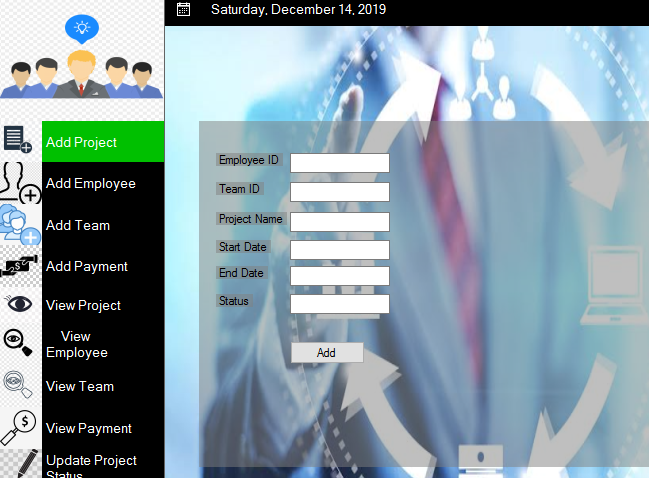 Saturday, December 14, 2019
Add Project
Add Employee
Add Team
Add Payment
View Project
View
Employee
View Team
View Payment
Update Project
Status
Employee ID
Team ID
Project Name
Start Date
End Date
Status
Add